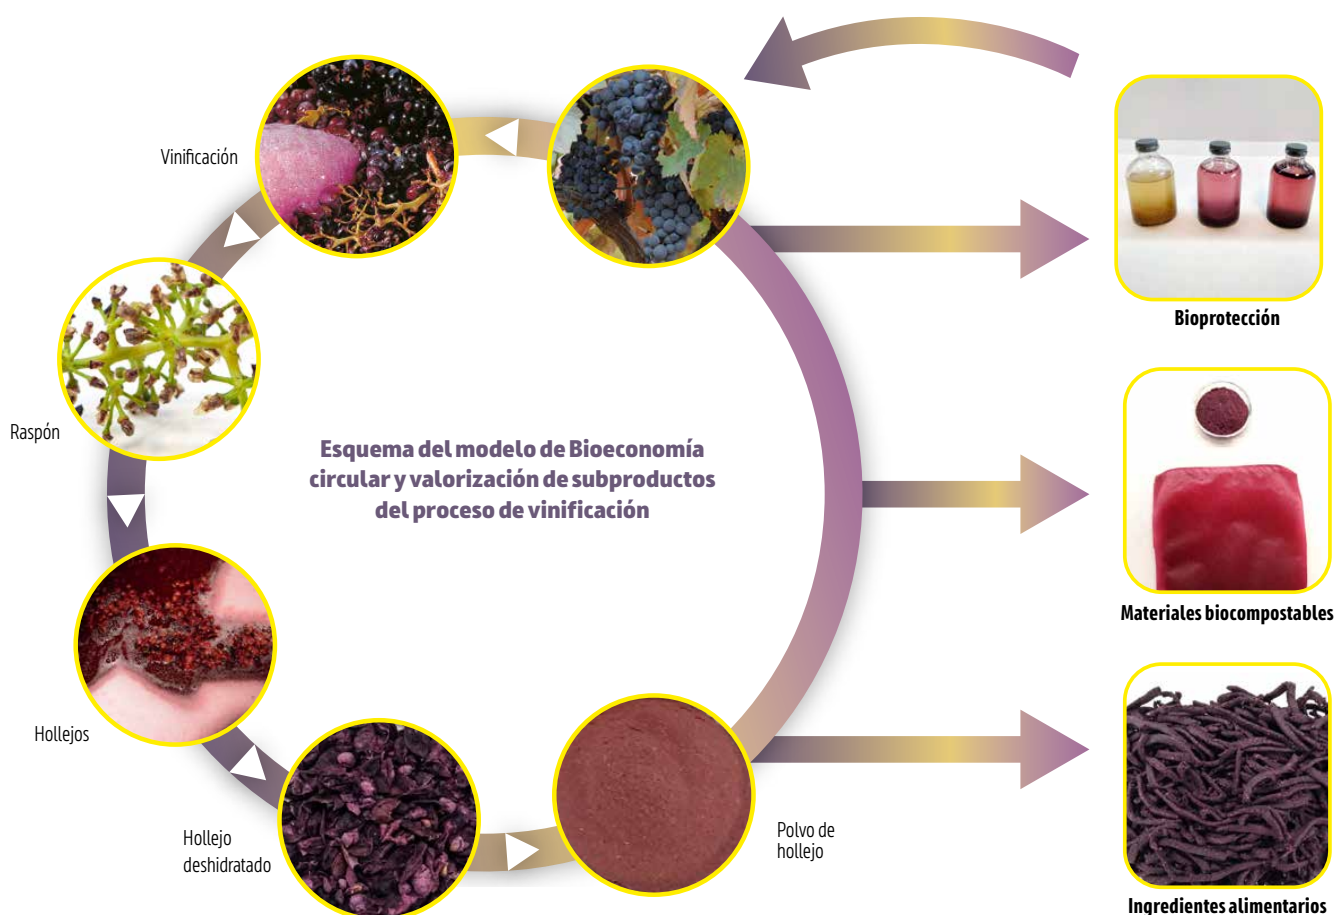 Vinificación
Raspón
Esquema del modelo de Bioeconomía
circular y valorización de subproductos
del proceso de vinificación
Hollejos
Hollejo
deshidratado
Polvo de
hollejo
Bioprotección
Materiales biocompostables
Ingredientes alimentarios